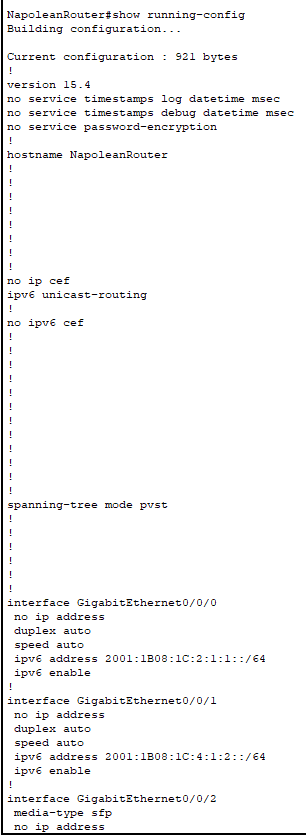 NapoleanRouter#show running-config
Building configuration...

Current configuration : 921 bytes
!
version 15.4
no service timestamps log datetime msec
no service timestamps debug datetime msec
no service password-encryption
!
hostname NapoleanRouter
!
!
!
!
!
!
!
!
no ip cef
ipv6 unicast-routing
!
no ipv6 cef
!
!
!
!
!
!
!
!
!
!
!
!
spanning-tree mode pvst
!
!
!
!
!
!
interface GigabitEthernet0/0/0
 no ip address
 duplex auto
 speed auto
 ipv6 address 2001:1B08:1C:2:1:1::/64
 ipv6 enable
!
interface GigabitEthernet0/0/1
 no ip address
 duplex auto
 speed auto
 ipv6 address 2001:1B08:1C:4:1:2::/64
 ipv6 enable
!
interface GigabitEthernet0/0/2
 media-type sfp
 no ip address